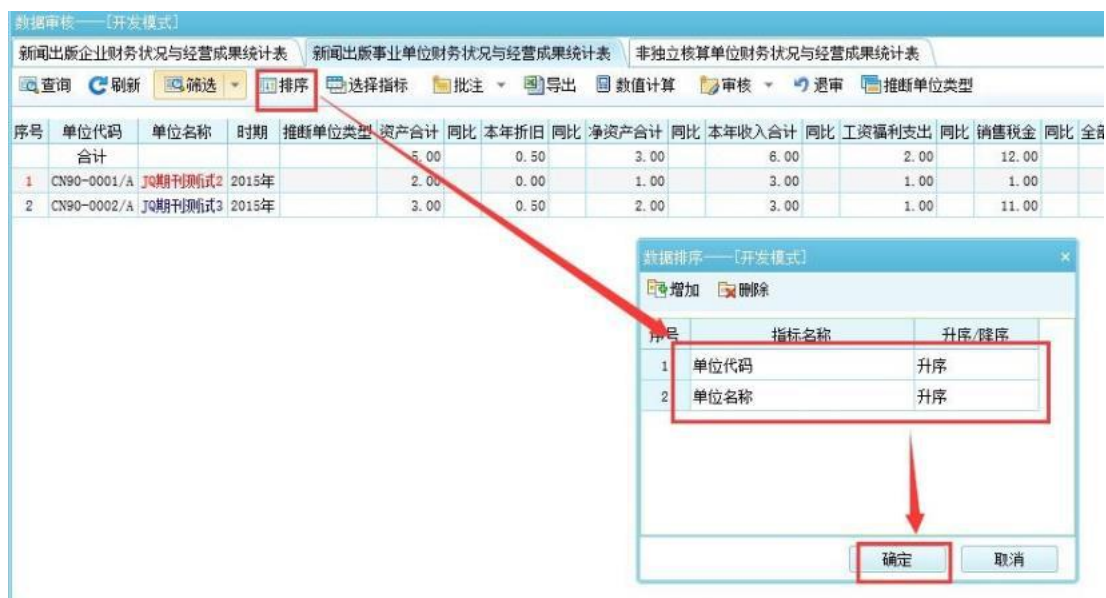 数据审核——[开发模式]
新闻出版企业财务状况与经营成果统计表 新闻出版事业单位财务状况与经营成果统计表 非独立核算单位财务状况与经营成果统计表
查询 刷新 筛选 排序 选择指标 批注 导出 数值计算 审核 退审 推断单位类型
序号 单位代码 单位名称 时期 推断单位类型 资产合计 同比 本年折旧 同比 净资产合计 同比 本年收入合计 同比 工资福利支出 同比 销售税金 同比 全部
合计 5.00 0.50 3.00 6.00 2.00 12.00
1 CN90-0001/A JQ期刊测试2 2015年 2.00 0.00 1.00 3.00 1.00 1.00
2 CN90-0002/A JQ期刊测试3 2015年 3.00 0.50 2.00 3.00 1.00 11.00
数据排序——[开发模式] ×
增加 删除
序号 指标名称 升序/降序
1 单位代码 升序
2 单位名称 升序
确定 取消